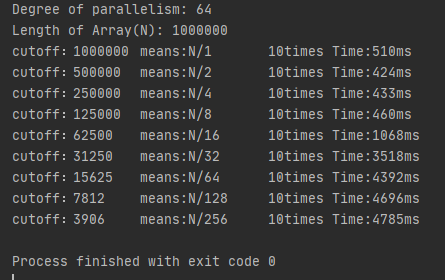 Degree of parallelism: 64
Length of Array(N): 1000000
cutoff：1000000 means:N/1 10times Time:510ms
cutoff：500000 means:N/2 10times Time:424ms
cutoff：250000 means:N/4 10times Time:433ms
cutoff：125000 means:N/8 10times Time:460ms
cutoff：62500 means:N/16 10times Time:1068ms
cutoff：31250 means:N/32 10times Time:3518ms
cutoff：15625 means:N/64 10times Time:4392ms
cutoff：7812 means:N/128 10times Time:4696ms
cutoff：3906 means:N/256 10times Time:4785ms
Process finished with exit code 0